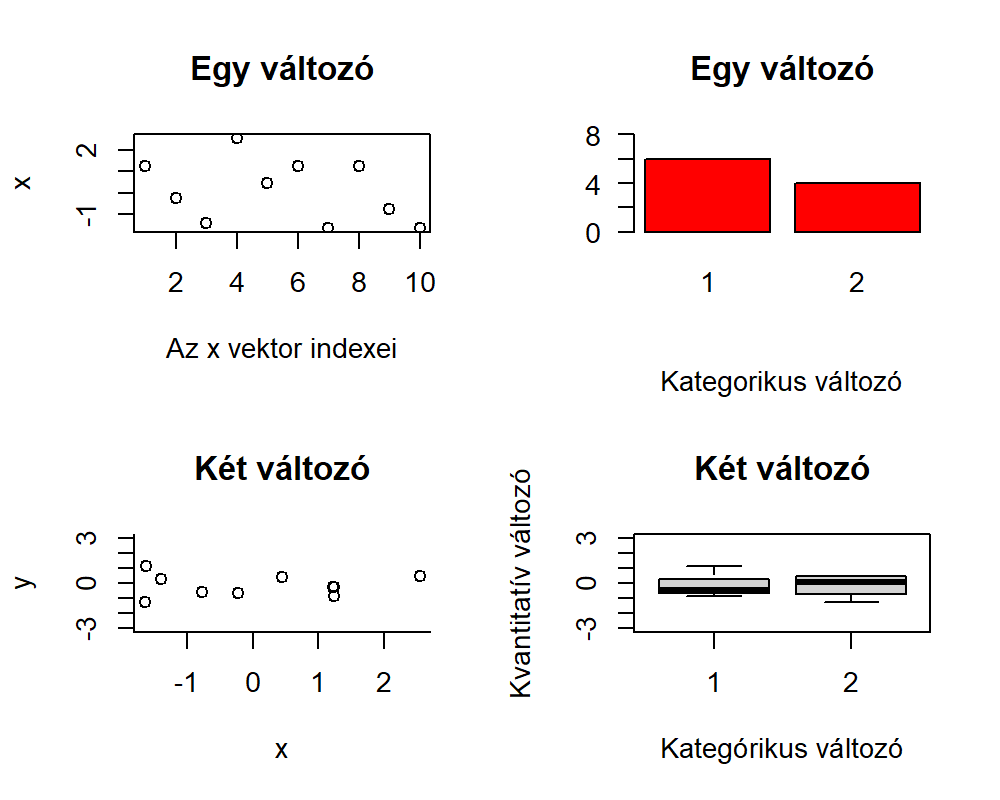 Egy változó
x
2
-1
2 4 6 8 10
Az x vektor indexei
Egy változó
8
4
0
1 2
Kategorikus változó
Két változó
y
3
0
-3
-1 0 1 2
x
Két változó
Kvantitatív változó
3
0
-3
1 2
Kategórikus változó